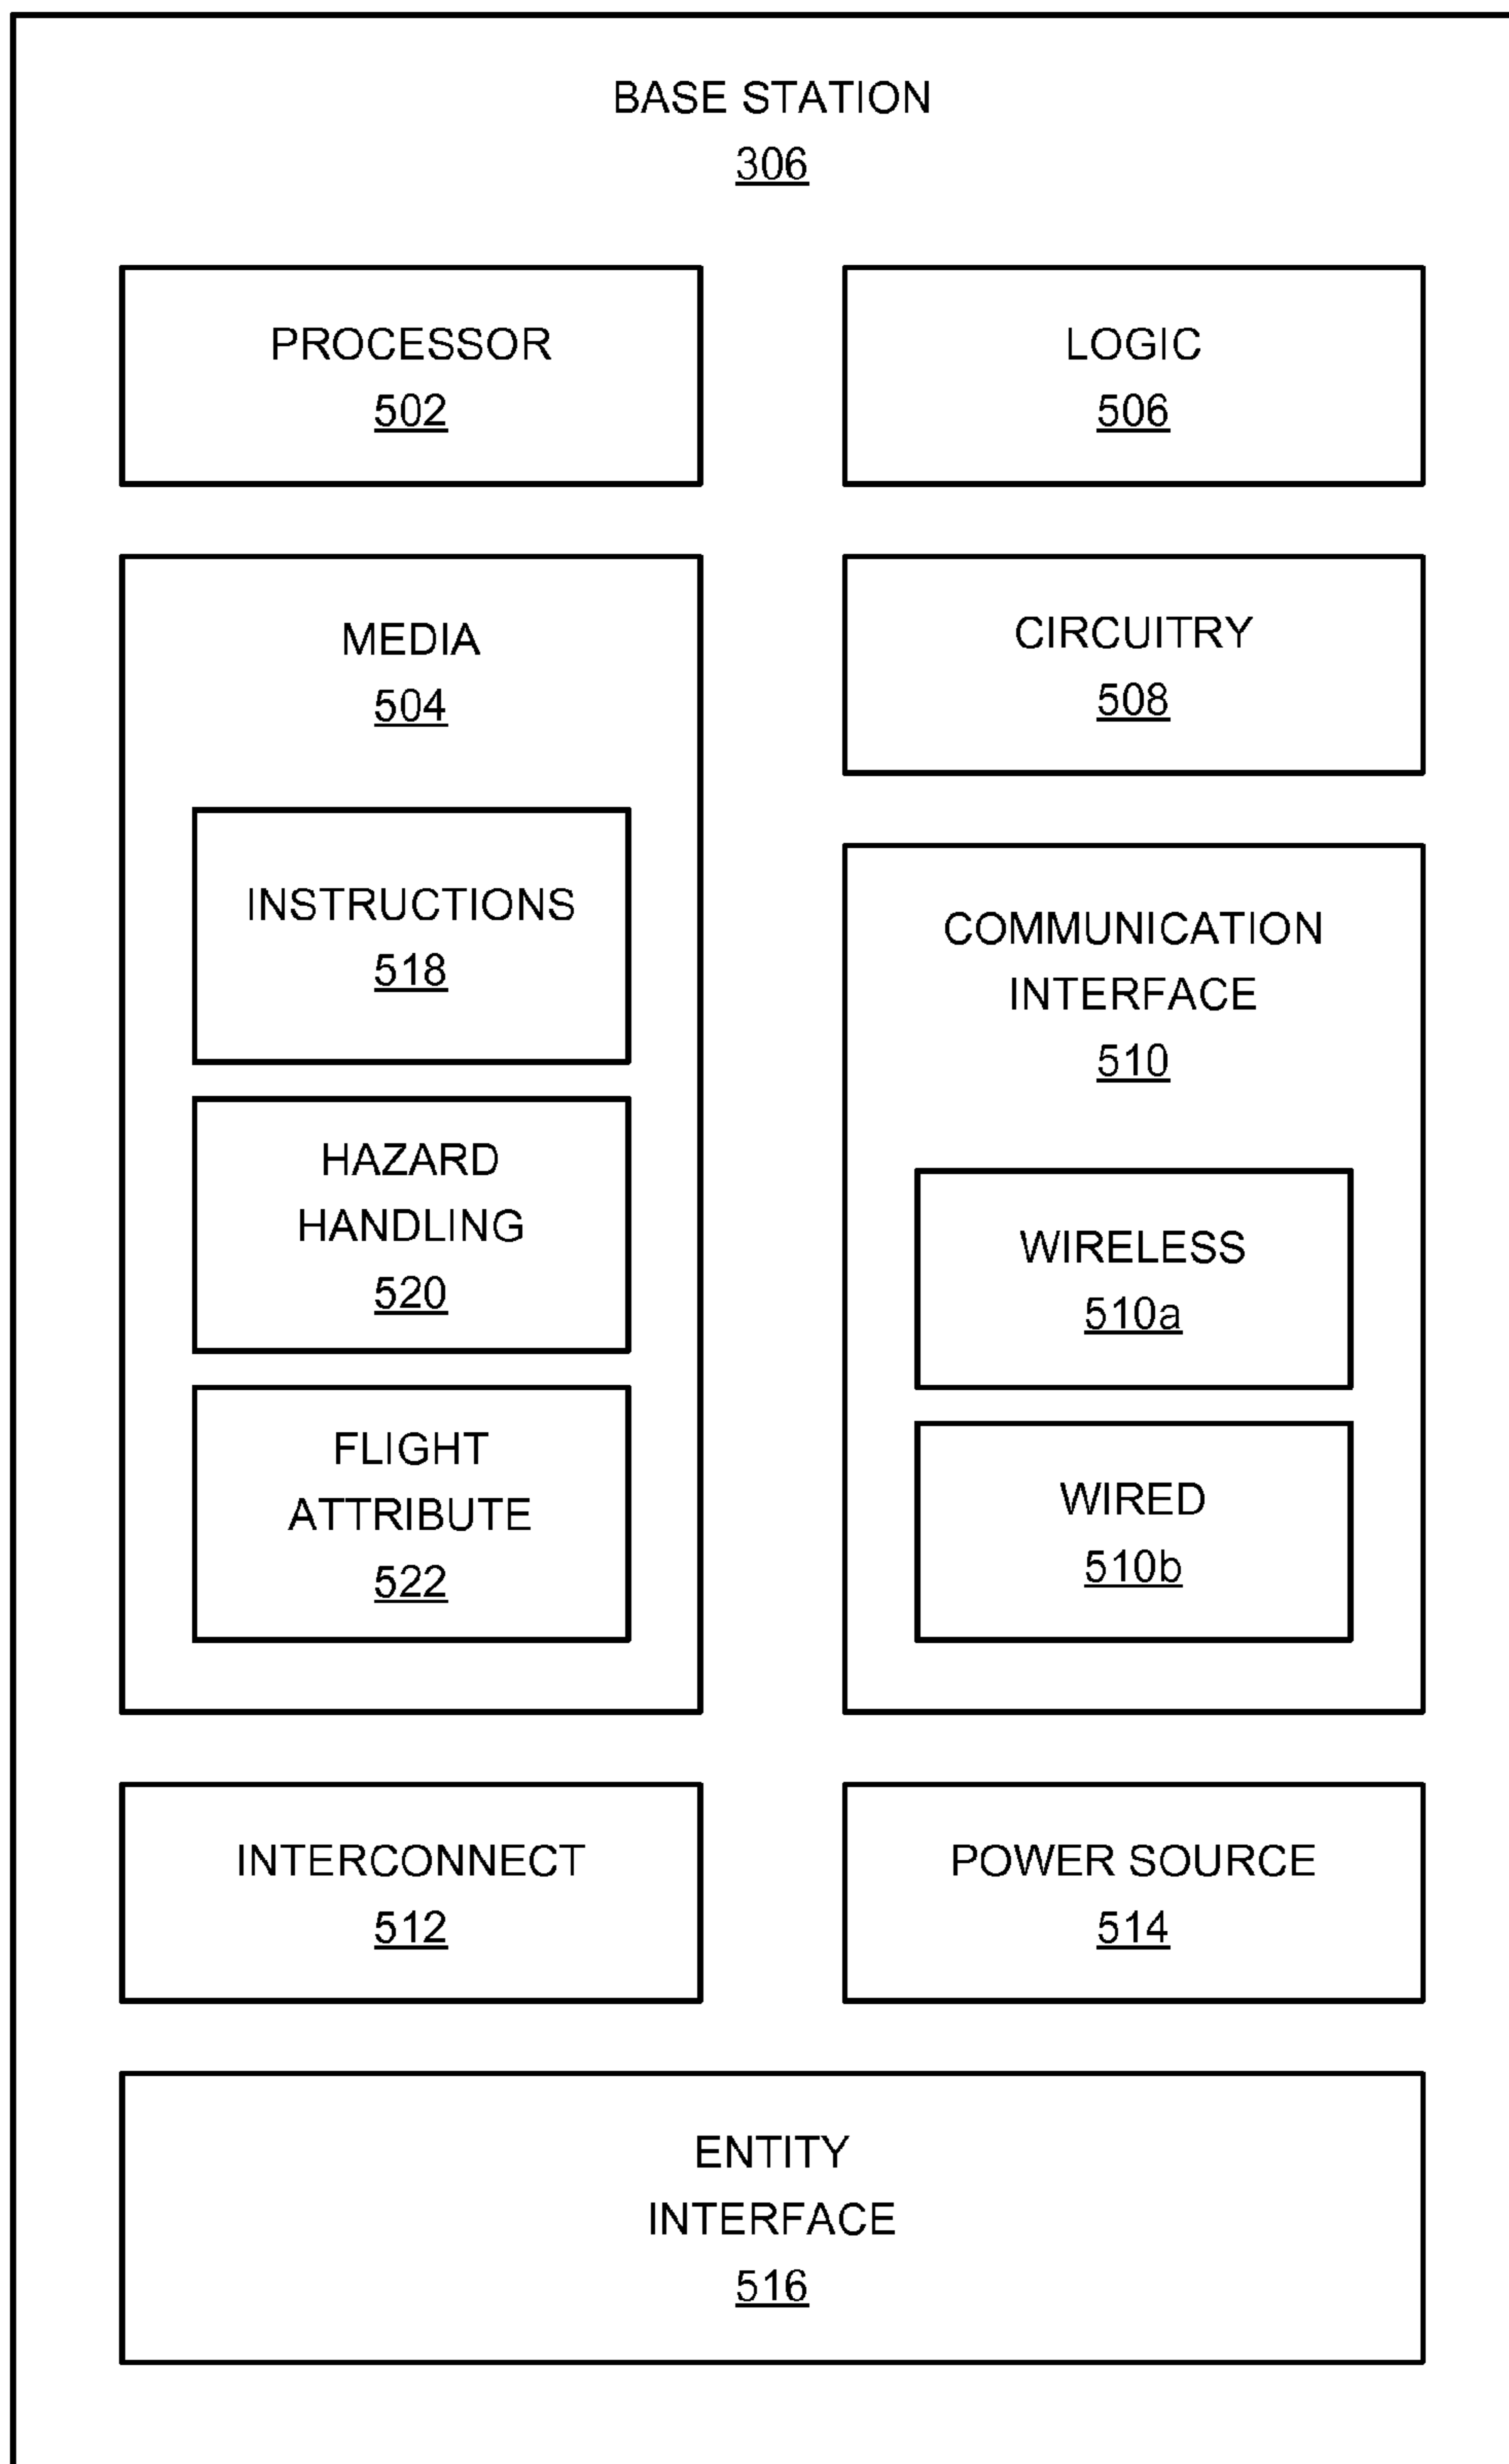 BASE STATION
306
PROCESSOR
502
LOGIC
506
MEDIA
504
INSTRUCTIONS
518
HAZARD
HANDLING
520
FLIGHT
ATTRIBUTE
522
CIRCUITRY
508
COMMUNICATION
INTERFACE
510
WIRELESS
510a
WIRED
510b
INTERCONNECT
512
POWER SOURCE
514
ENTITY
INTERFACE
516